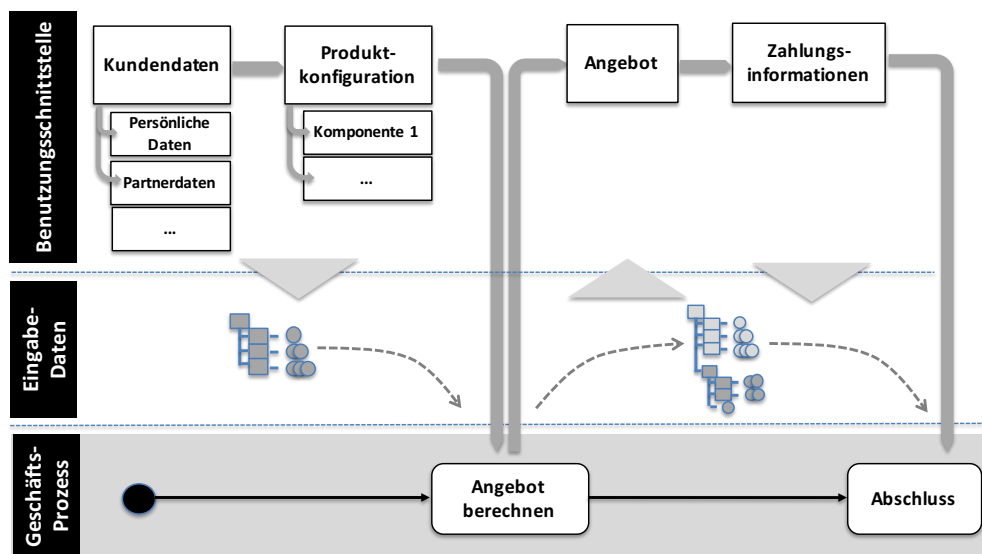 Benutzungsschnittstelle
Kundendaten
Persönliche
Daten
Partnerdaten
...
Produkt-
konfiguration
Komponente 1
...
Angebot
Zahlungs-
informationen
Eingabe-
Daten
Geschäfts-
Prozess
Angebot
berechnen
Abschluss